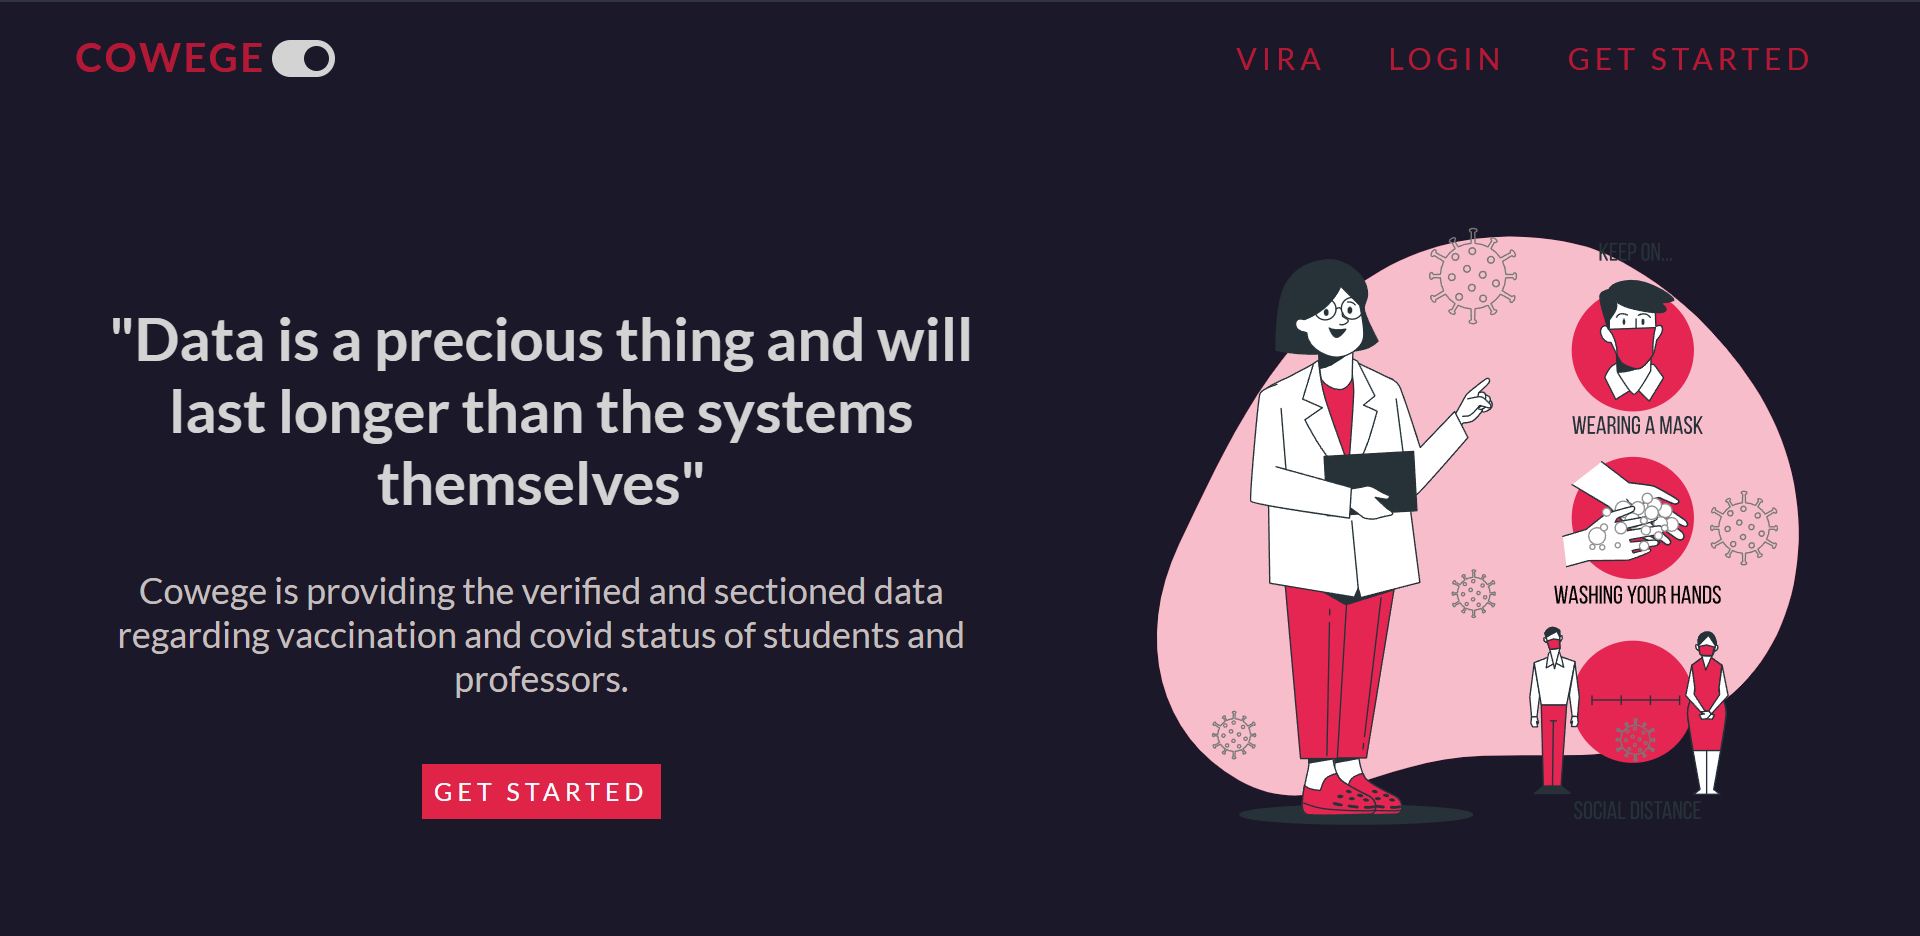 COWEGE
VIRA LOGIN GET STARTED
"Data is a precious thing and will
last longer than the systems
themselves"
Cowege is providing the verified and sectioned data
regarding vaccination and covid status of students and
professors.
GET STARTED
KEEP ON...
WEARING A MASK
WASHING YOUR HANDS
SOCIAL DISTANCE